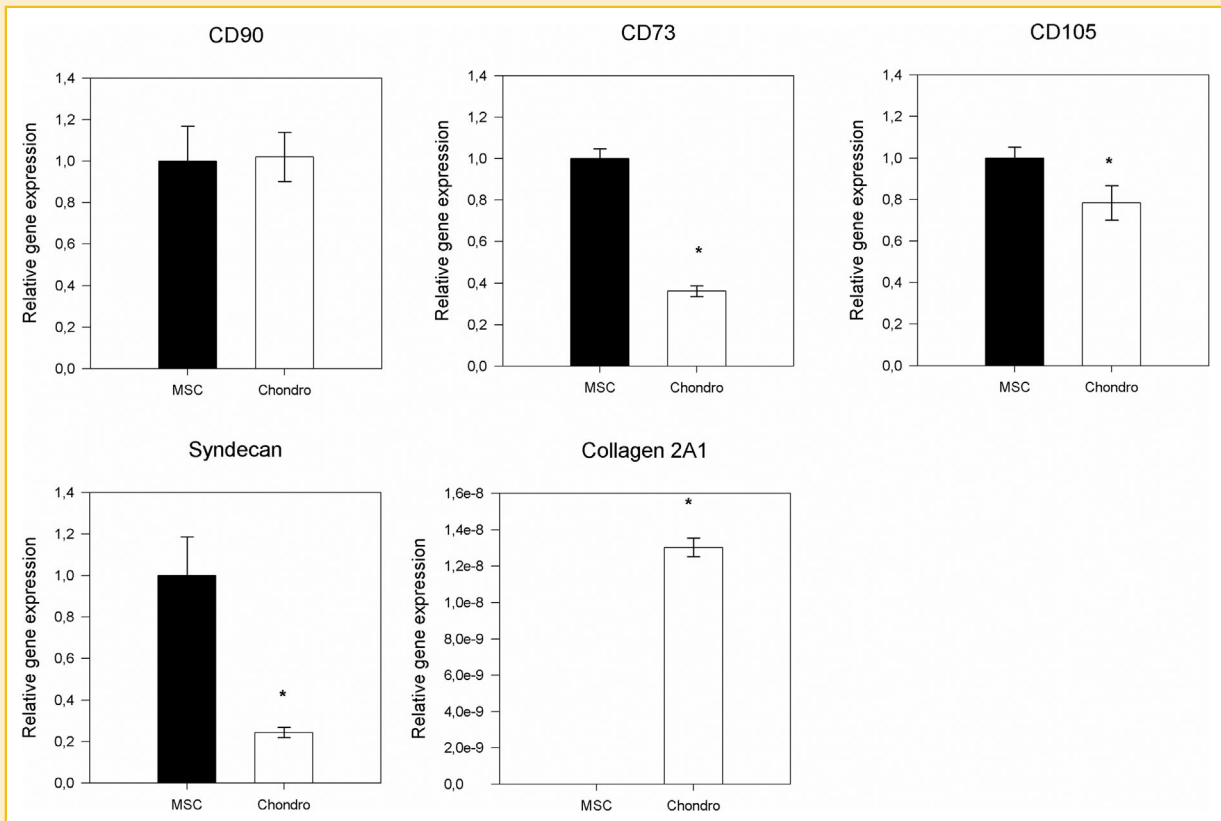 CD90
Relative gene expression
1,4
1,2
1,0
0,8
0,6
0,4
0,2
0,0
MSC Chondro
CD73
Relative gene expression
1,4
1,2
1,0
0,8
0,6
0,4
0,2
0,0
*
MSC Chondro
CD105
Relative gene expression
1,4
1,2
1,0
0,8
0,6
0,4
0,2
0,0
*
MSC Chondro
Syndecan
Relative gene expression
1,4
1,2
1,0
0,8
0,6
0,4
0,2
0,0
*
MSC Chondro
Collagen 2A1
Relative gene expression
1,6e-8
1,4e-8
1,2e-8
1,0e-8
8,0e-9
6,0e-9
4,0e-9
2,0e-9
0,0
*
MSC Chondro